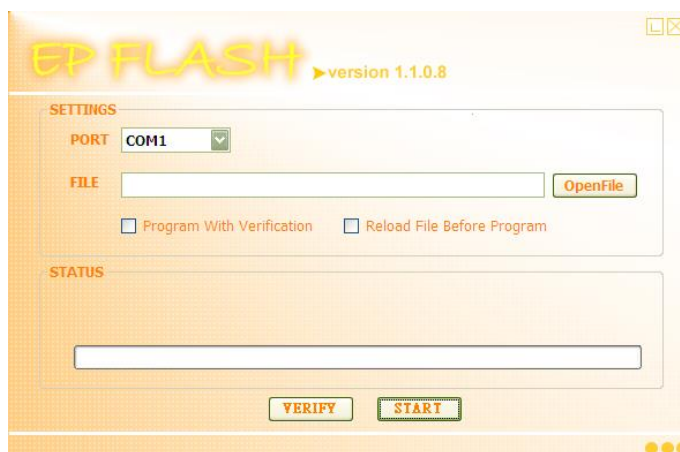 EP FLASH
version 1.1.0.8
SETTINGS
PORT COM1
FILE OpenFile
Program With Verification Reload File Before Program
STATUS
VERIFY START